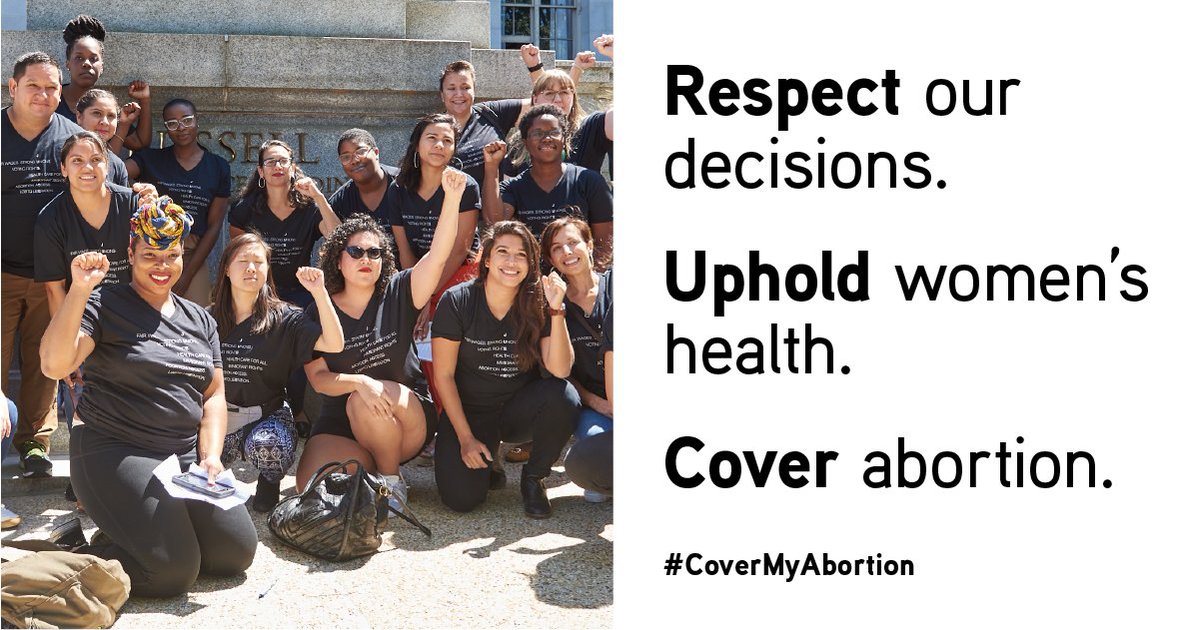 Respect our
decisions.
Uphold women's
health.
Cover abortion.
#CoverMyAbortion